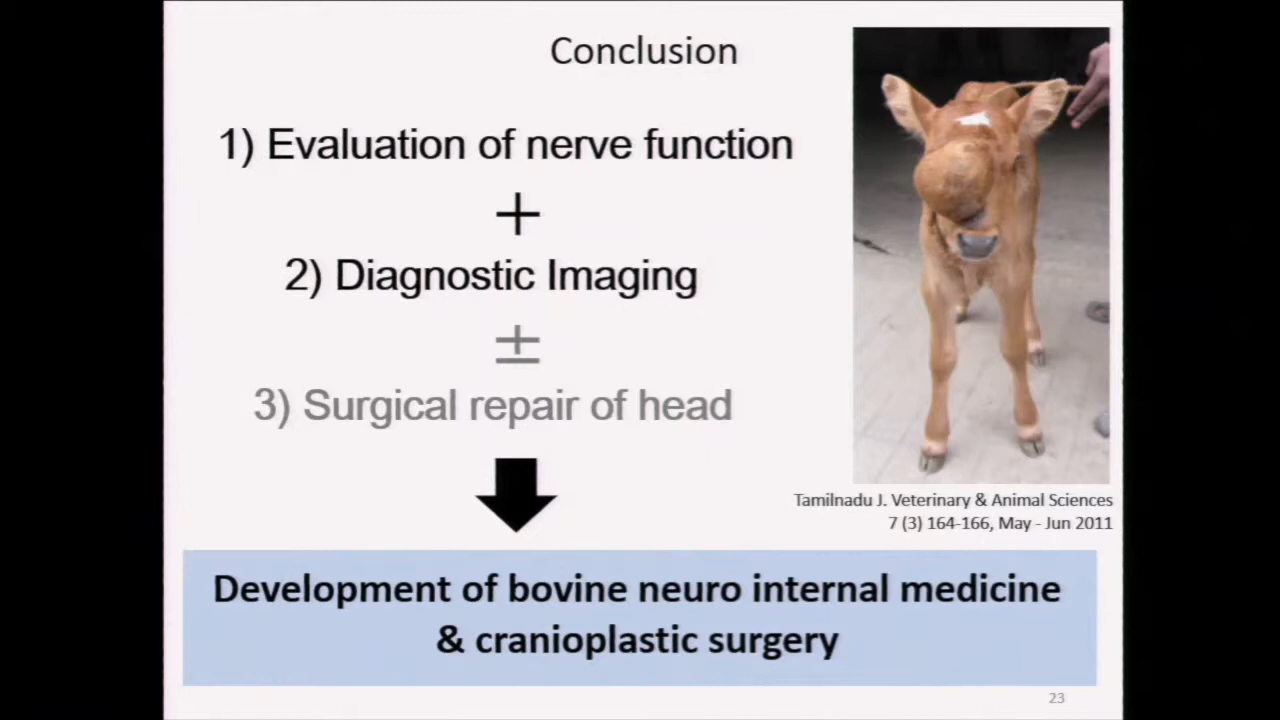 Conclusion
1) Evaluation of nerve function
+
2) Diagnostic Imaging
±
3) Surgical repair of head
Tamilnadu J. Veterinary & Animal Sciences
7 (3) 164-166, May - Jun 2011
Development of bovine neuro internal medicine
& cranioplastic surgery
23